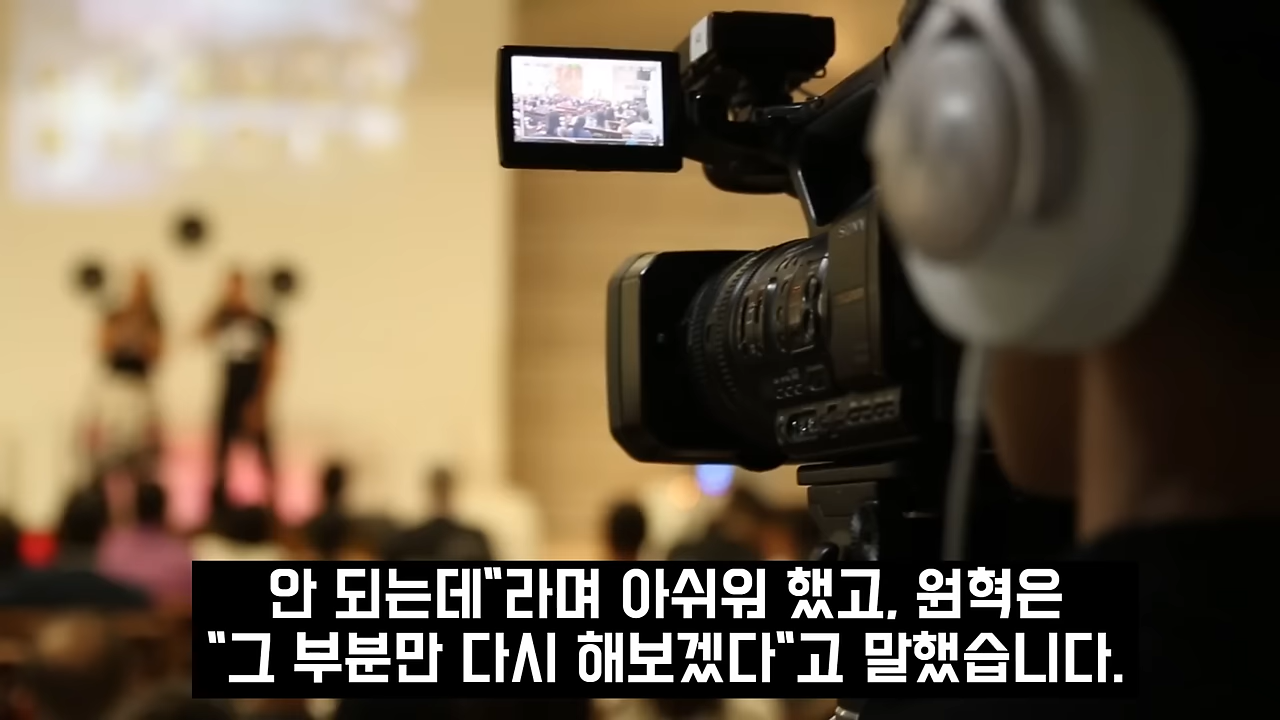 SONY
안 되는데"라며 아쉬워 했고, 원혁은
"그 부분만 다시 해보겠다"고 말했습니다.